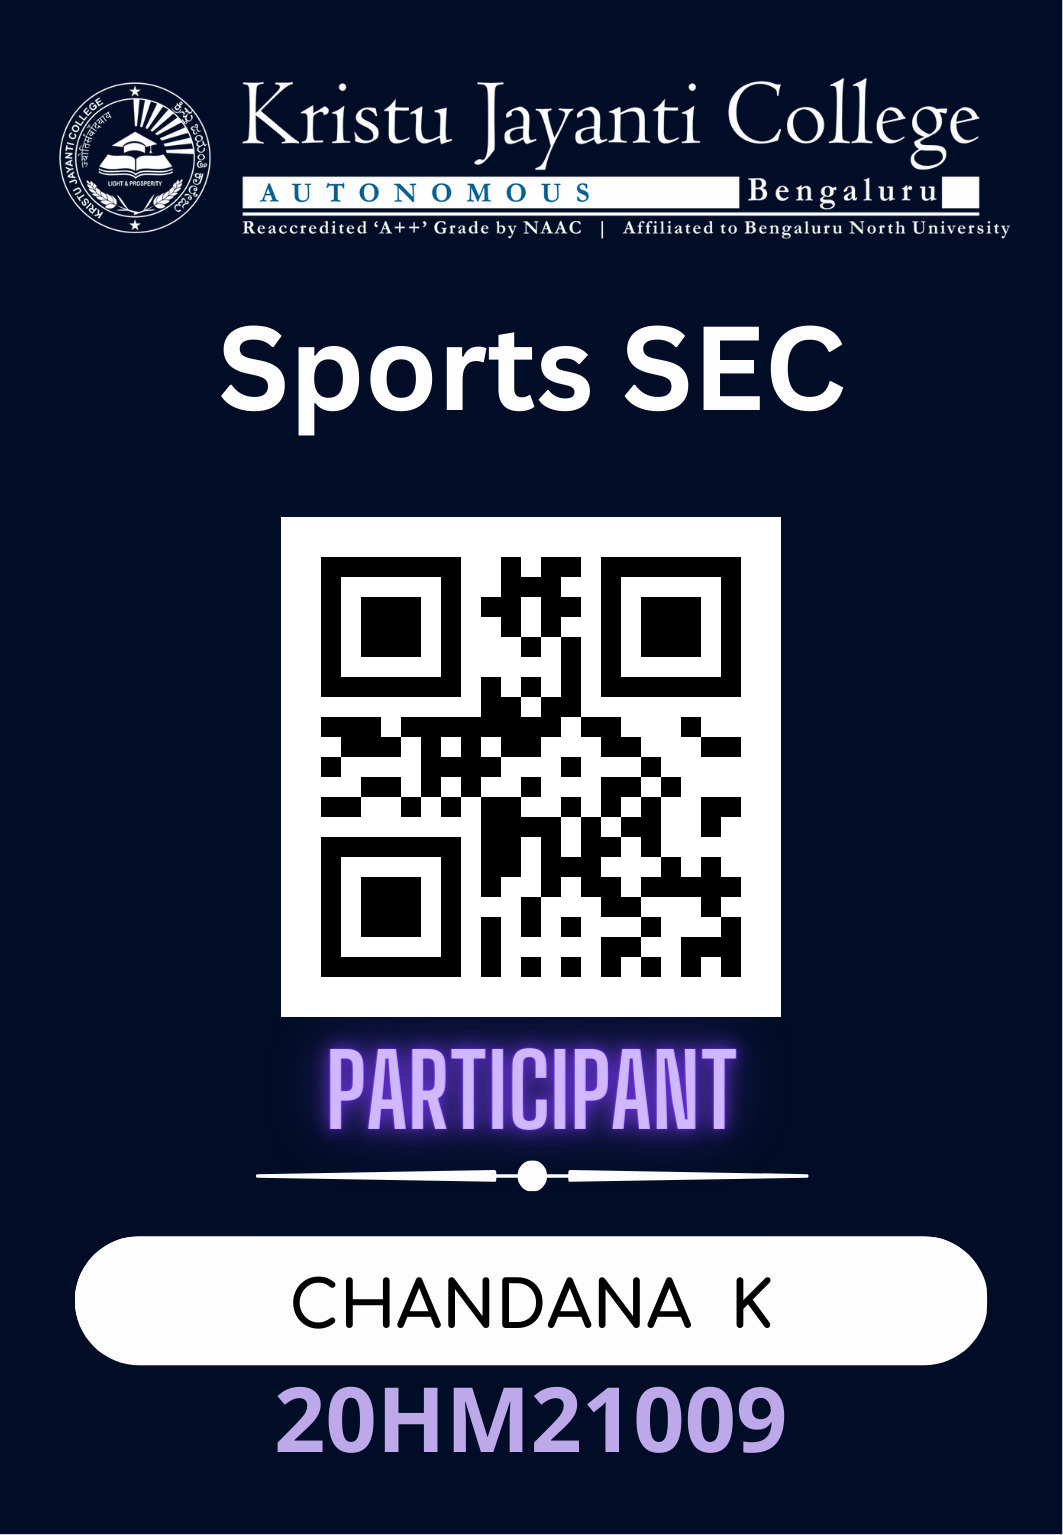 KRISTU JAYANTI COLLEGE
LIGHT & PROSPERITY
Kristu Jayanti College
AUTONOMOUS Bengaluru
Reaccredited ‘A++’ Grade by NAAC | Affiliated to Bengaluru North University
Sports SEC
PARTICIPANT
CHANDANA K
20HM21009